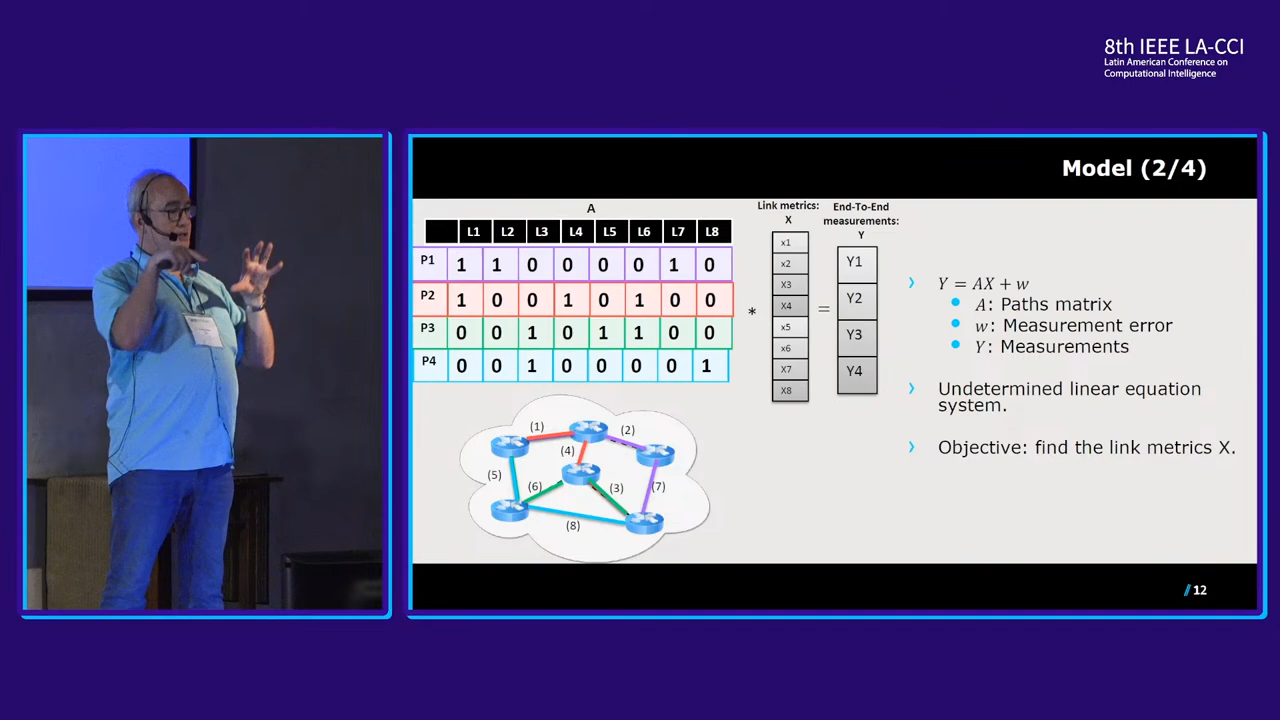 8th IEEE LA-CCI
Latin American Conference on
Computational Intelligence
Model (2/4)
A
L1 L2 L3 L4 L5 L6 L7 L8
P1 1 1 0 0 0 0 1 0
P2 1 0 0 1 0 1 0 0
P3 0 0 1 0 1 1 0 0
P4 0 0 1 0 0 0 0 1
*
Link metrics:
X
x1
x2
X3
X4
x5
x6
X7
X8
=
End-To-End
measurements:
Y
Y1
Y2
Y3
Y4
(1)
(2)
(4)
(5)
(6)
(3)
(7)
(8)
Y = AX + w
A: Paths matrix
w: Measurement error
Y: Measurements
Undetermined linear equation
system.
Objective: find the link metrics X.
// 12